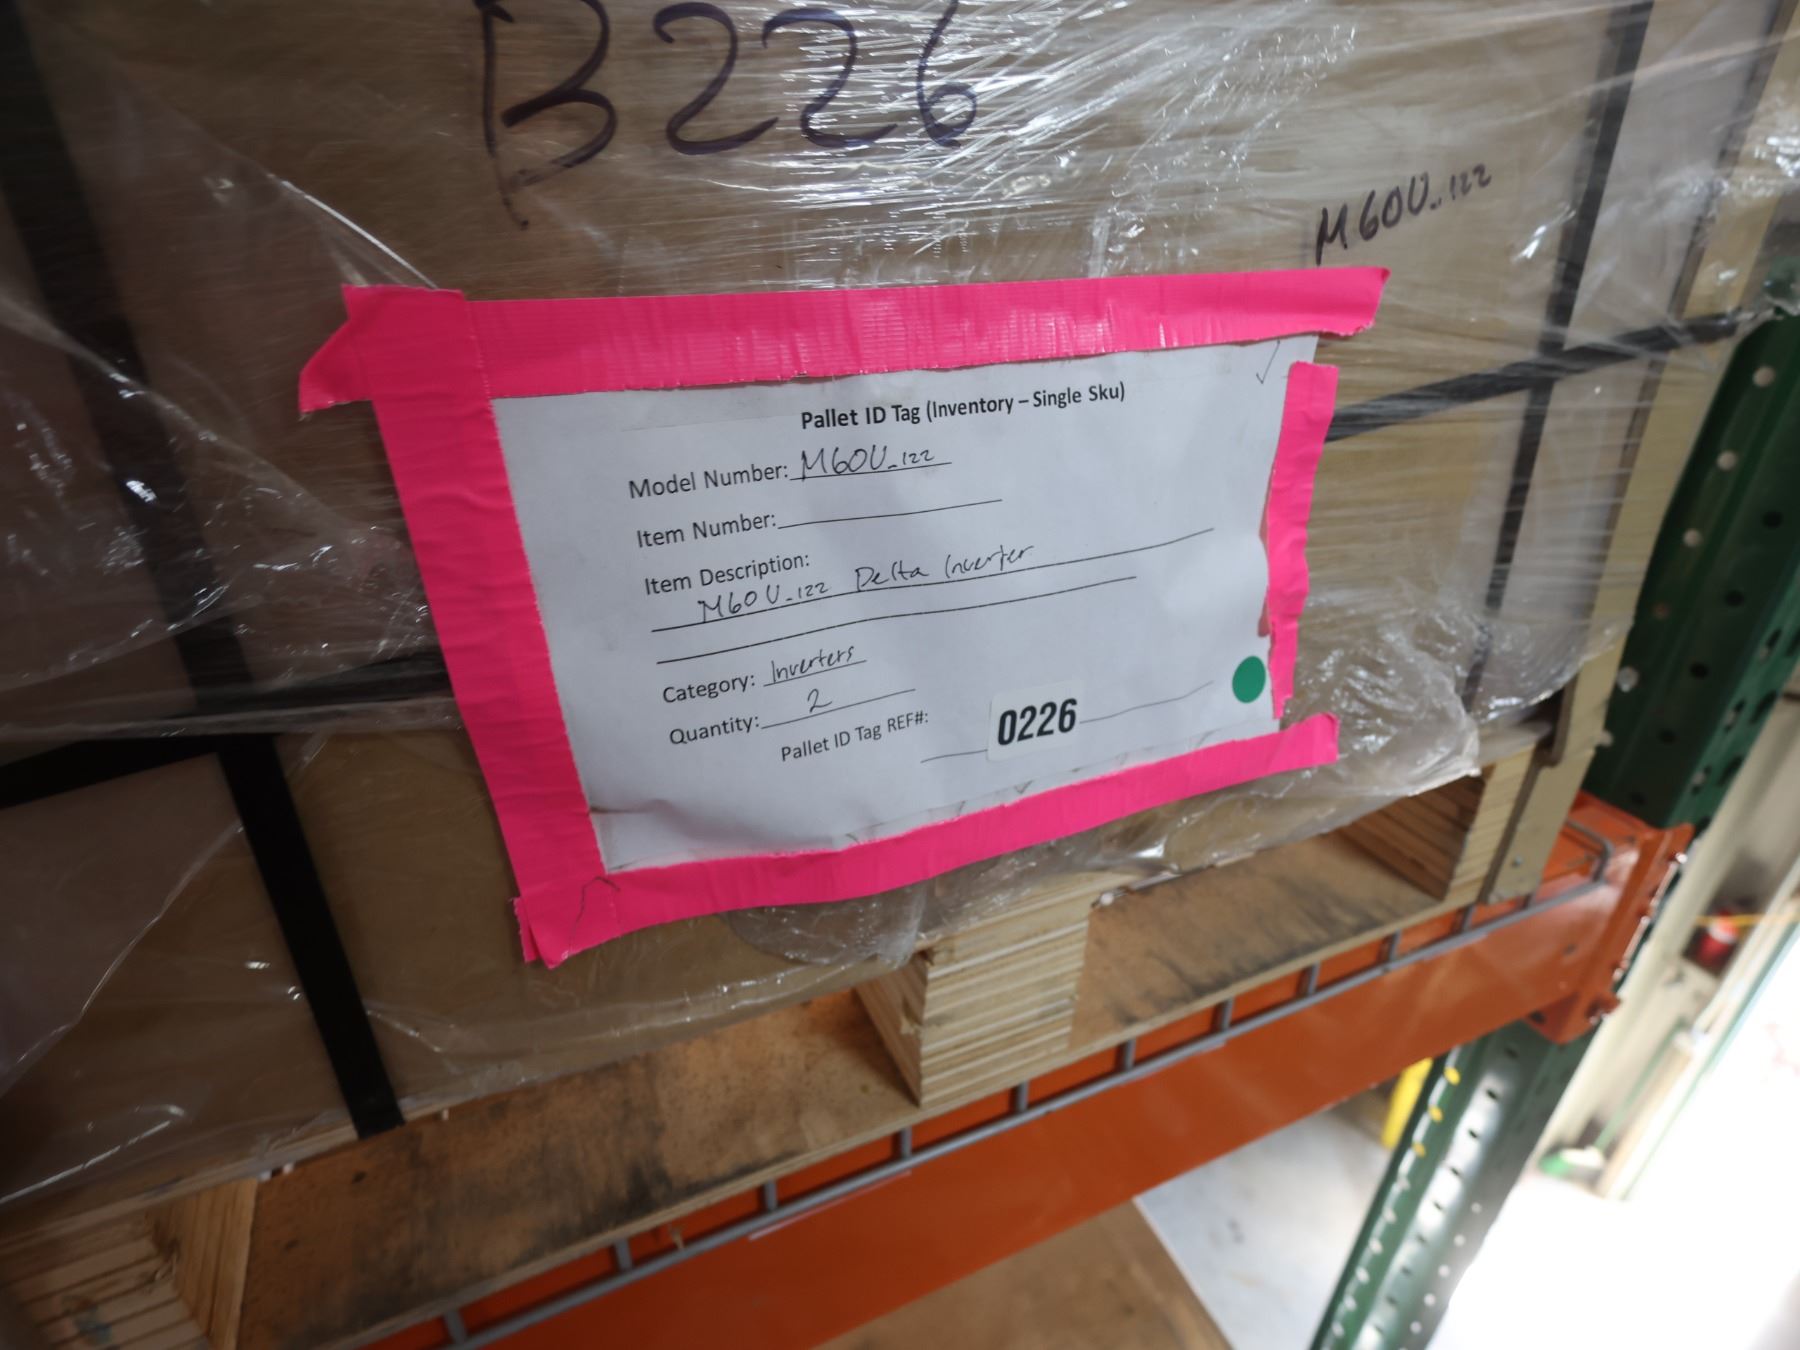 B226
M60U_122
Pallet ID Tag (Inventory – Single Sku)
Model Number: M60U_122
Item Number:
Item Description:
M60U_122 Delta Inverter
Category: Inverters
Quantity: 2
Pallet ID Tag REF#: 0226